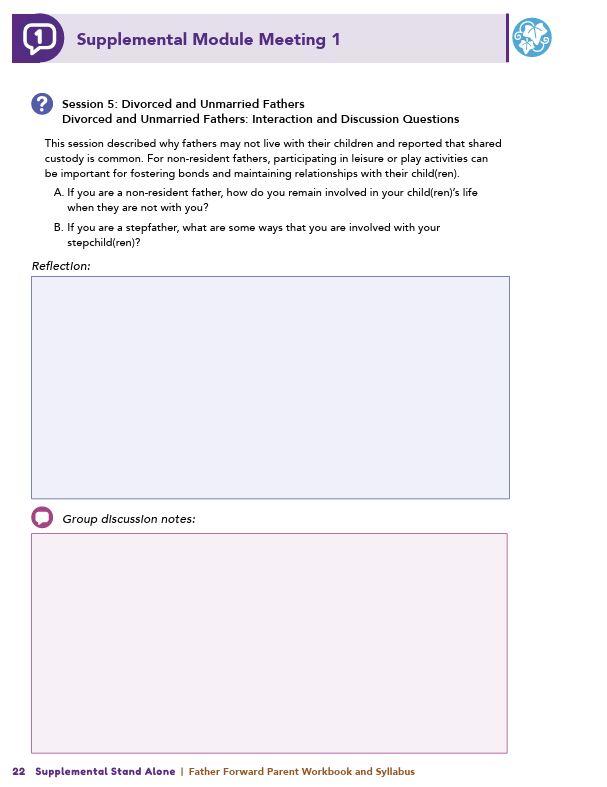 1
Supplemental Module Meeting 1
?
Session 5: Divorced and Unmarried Fathers
Divorced and Unmarried Fathers: Interaction and Discussion Questions
This session described why fathers may not live with their children and reported that shared
custody is common. For non-resident fathers, participating in leisure or play activities can
be important for fostering bonds and maintaining relationships with their child(ren).
A. If you are a non-resident father, how do you remain involved in your child(ren)’s life
when they are not with you?
B. If you are a stepfather, what are some ways that you are involved with your
stepchild(ren)?
Reflection:
Group discussion notes:
22 Supplemental Stand Alone | Father Forward Parent Workbook and Syllabus